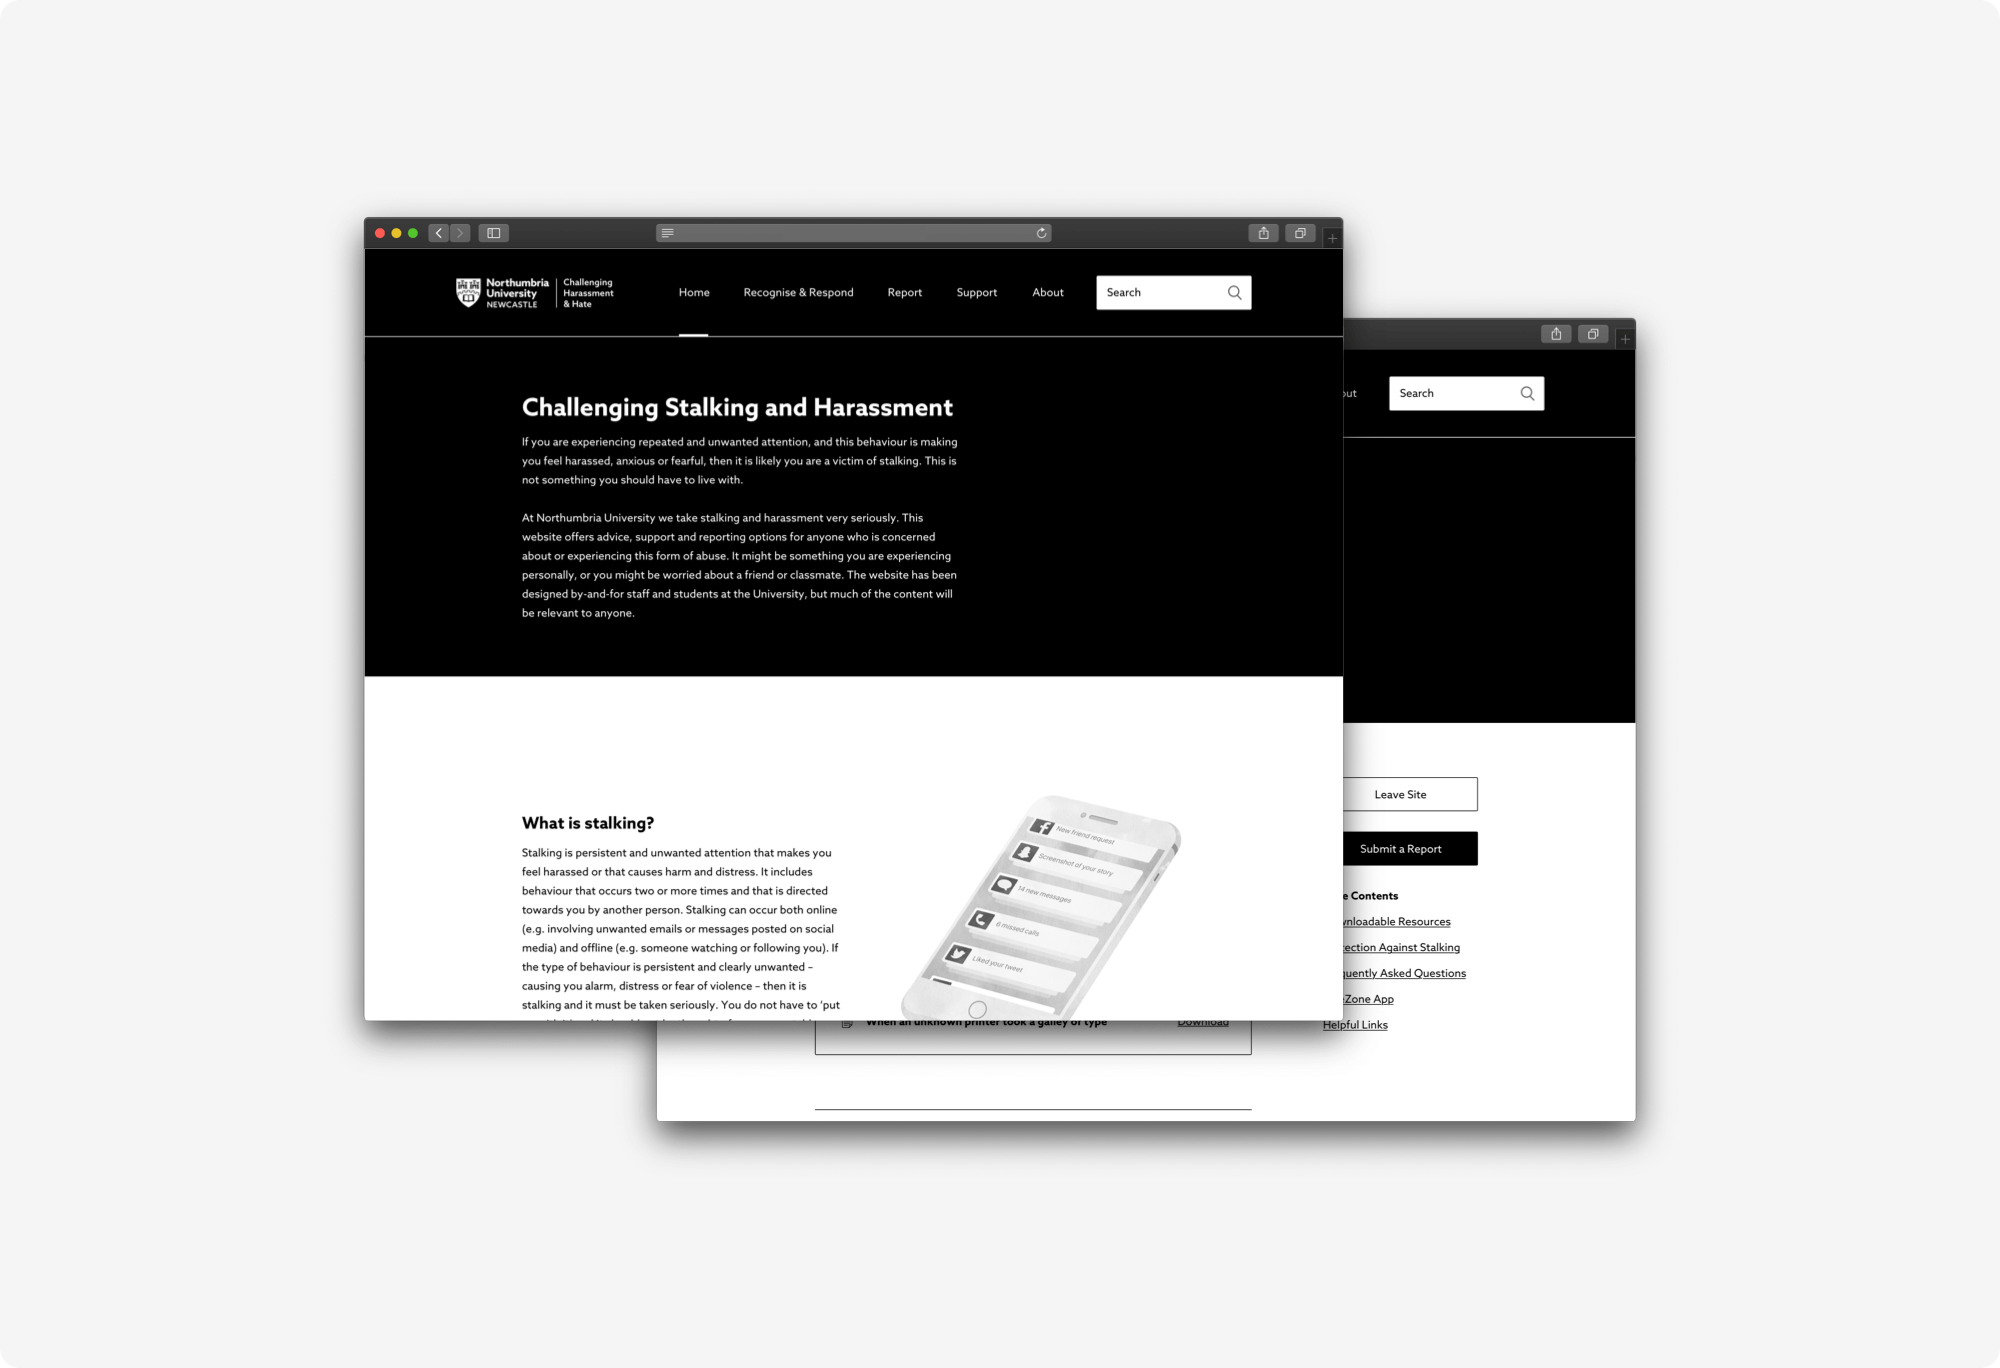 Northumbria
University
NEWCASTLE
Challenging
Harassment
& Hate
Home
Recognise & Respond
Report
Support
About
Search
Challenging Stalking and Harassment
If you are experiencing repeated and unwanted attention, and this behaviour is making
you feel harassed, anxious or fearful, then it is likely you are a victim of stalking. This is
not something you should have to live with.
At Northumbria University we take stalking and harassment very seriously. This
website offers advice, support and reporting options for anyone who is concerned
about or experiencing this form of abuse. It might be something you are experiencing
personally, or you might be worried about a friend or classmate. The website has been
designed by-and-for staff and students at the University, but much of the content will
be relevant to anyone.
What is stalking?
Stalking is persistent and unwanted attention that makes you
feel harassed or that causes harm and distress. It includes
behaviour that occurs two or more times and that is directed
towards you by another person. Stalking can occur both online
(e.g. involving unwanted emails or messages posted on social
media) and offline (e.g. someone watching or following you). If
the type of behaviour is persistent and clearly unwanted –
causing you alarm, distress or fear of violence – then it is
stalking and it must be taken seriously. You do not have to 'put
New friend request
Screenshot of your story
14 new messages
6 missed calls
Liked your tweet
out
Search
Leave Site
Submit a Report
e Contents
nloadable Resources
ection Against Stalking
quently Asked Questions
Zone App
Helpful Links
When an unknown printer took a galley of type
Download